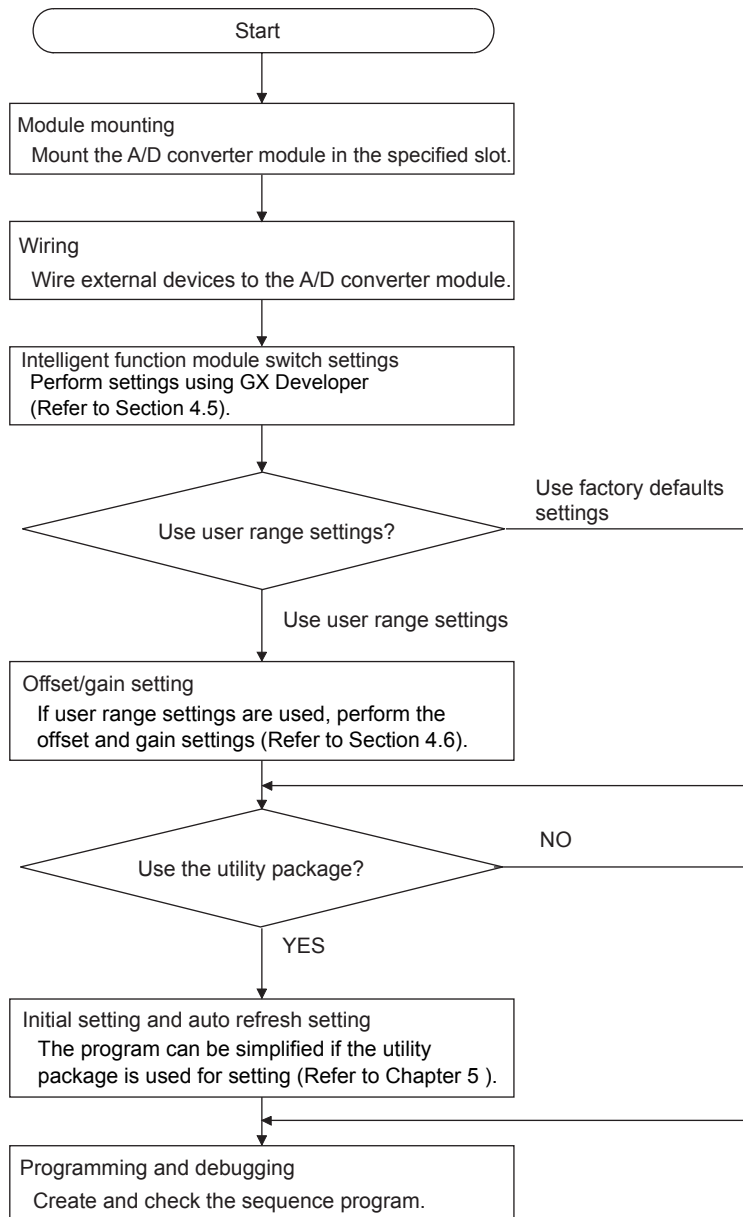 Start
Module mounting
Mount the A/D converter module in the specified slot.
Wiring
Wire external devices to the A/D converter module.
Intelligent function module switch settings
Perform settings using GX Developer
(Refer to Section 4.5).
Use factory defaults
settings
Use user range settings?
Use user range settings
Offset/gain setting
If user range settings are used, perform the
offset and gain settings (Refer to Section 4.6).
NO
Use the utility package?
YES
Initial setting and auto refresh setting
The program can be simplified if the utility
package is used for setting (Refer to Chapter 5 ).
Programming and debugging
Create and check the sequence program.